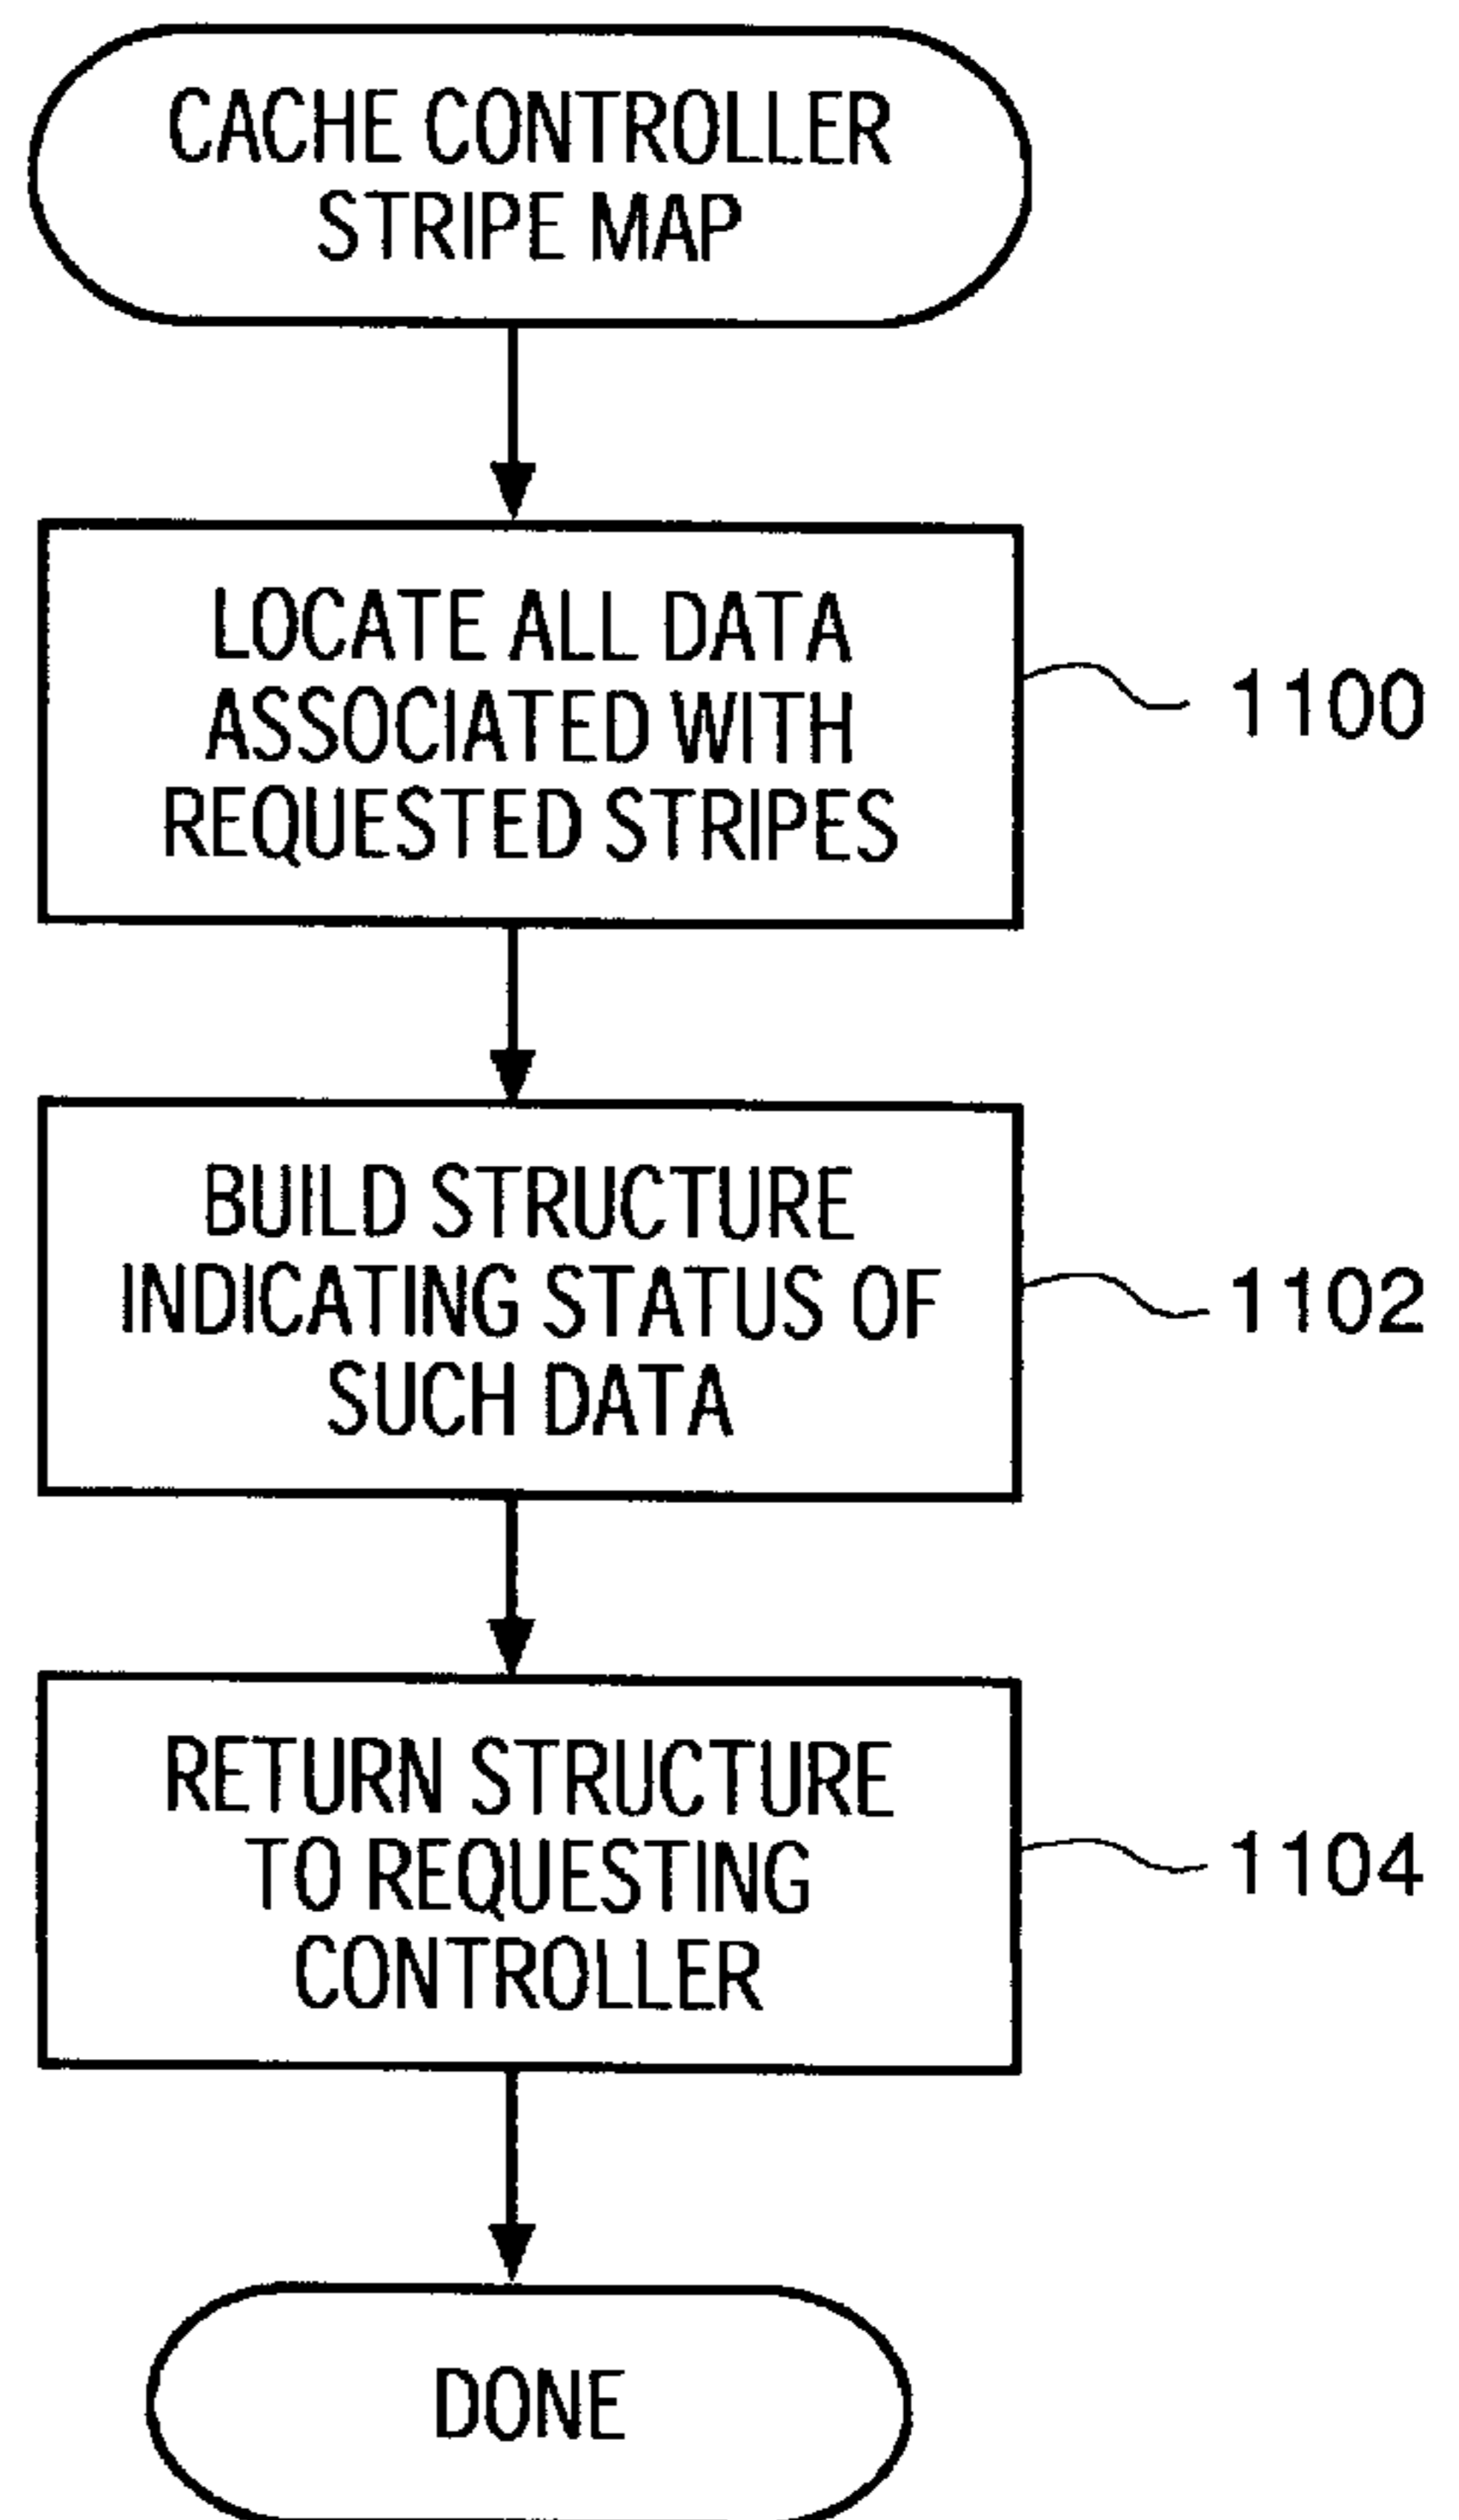 CACHE CONTROLLER
STRIPE MAP
LOCATE ALL DATA
ASSOCIATED WITH
REQUESTED STRIPES
1100
BUILD STRUCTURE
INDICATING STATUS OF
SUCH DATA
1102
RETURN STRUCTURE
TO REQUESTING
CONTROLLER
1104
DONE